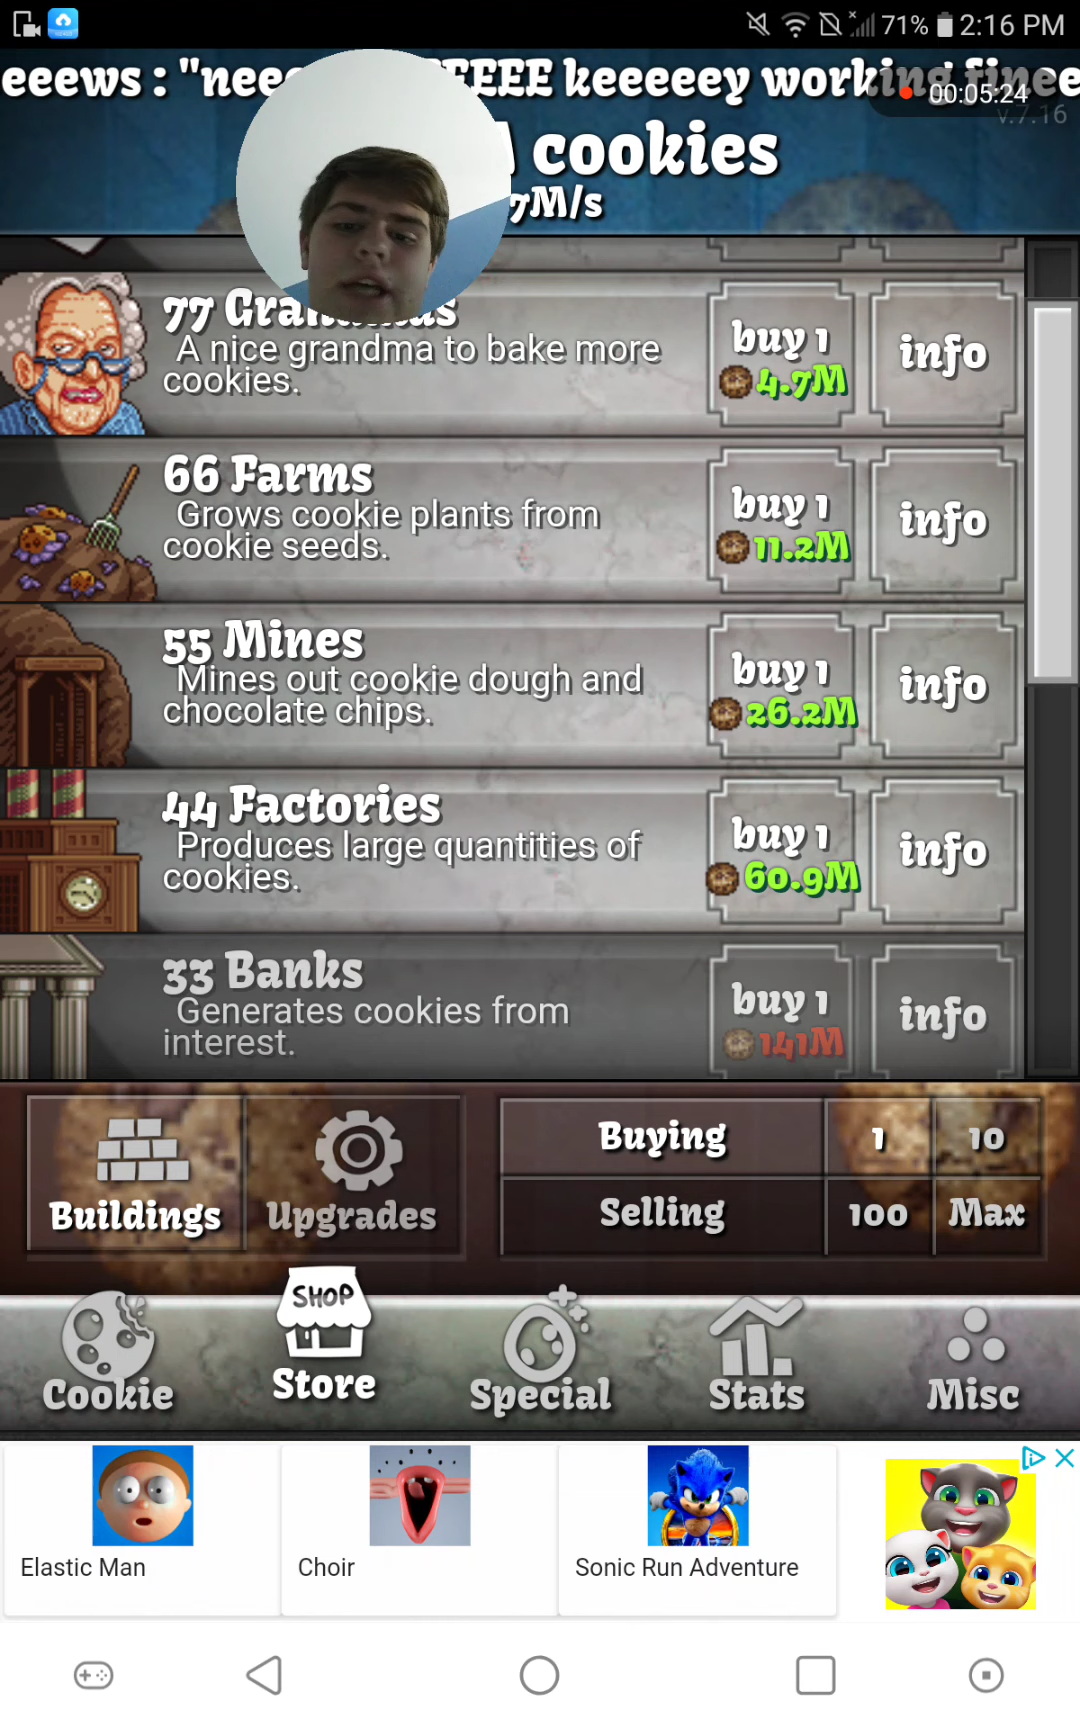 71% 2:16 PM
eeews : "nee EEEE keeeeey working fineee
00:05:24
v.7.16
cookies
7M/s
77 Grandmas
A nice grandma to bake more
cookies.
buy 1
4.7M
info
66 Farms
Grows cookie plants from
cookie seeds.
buy 1
11.2M
info
55 Mines
Mines out cookie dough and
chocolate chips.
buy 1
26.2M
info
44 Factories
Produces large quantities of
cookies.
buy 1
60.9M
info
33 Banks
Generates cookies from
interest.
buy 1
141M
info
Buildings
Upgrades
Buying 1 10
Selling 100 Max
SHOP
Cookie
Store
Special
Stats
Misc
Elastic Man
Choir
Sonic Run Adventure